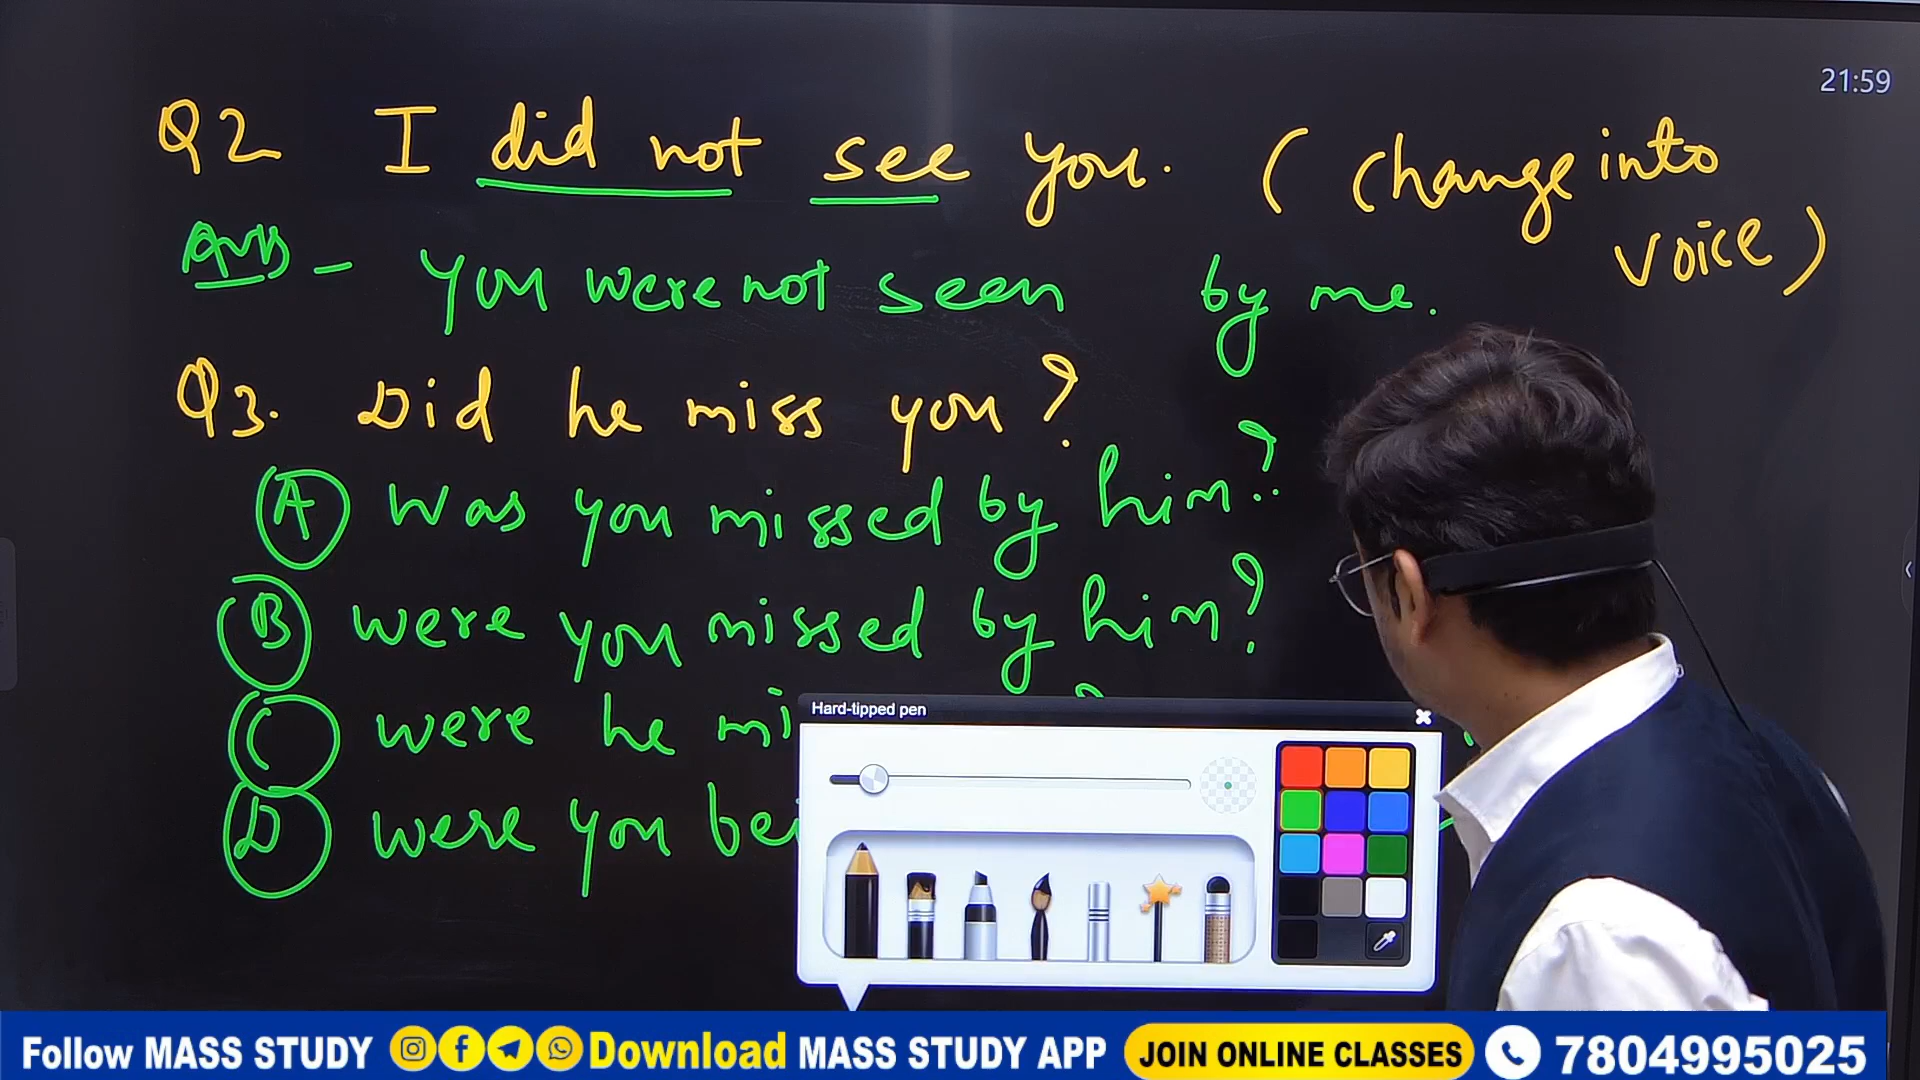 21:59
Q2 I did not see you. (Change into voice)
Ans - you were not seen by me.
Q3. Did he miss you?
A was you missed by him?
B were you missed by him?
C were he
D were you
Hard-tipped pen
Follow MASS STUDY Download MASS STUDY APP JOIN ONLINE CLASSES 7804995025